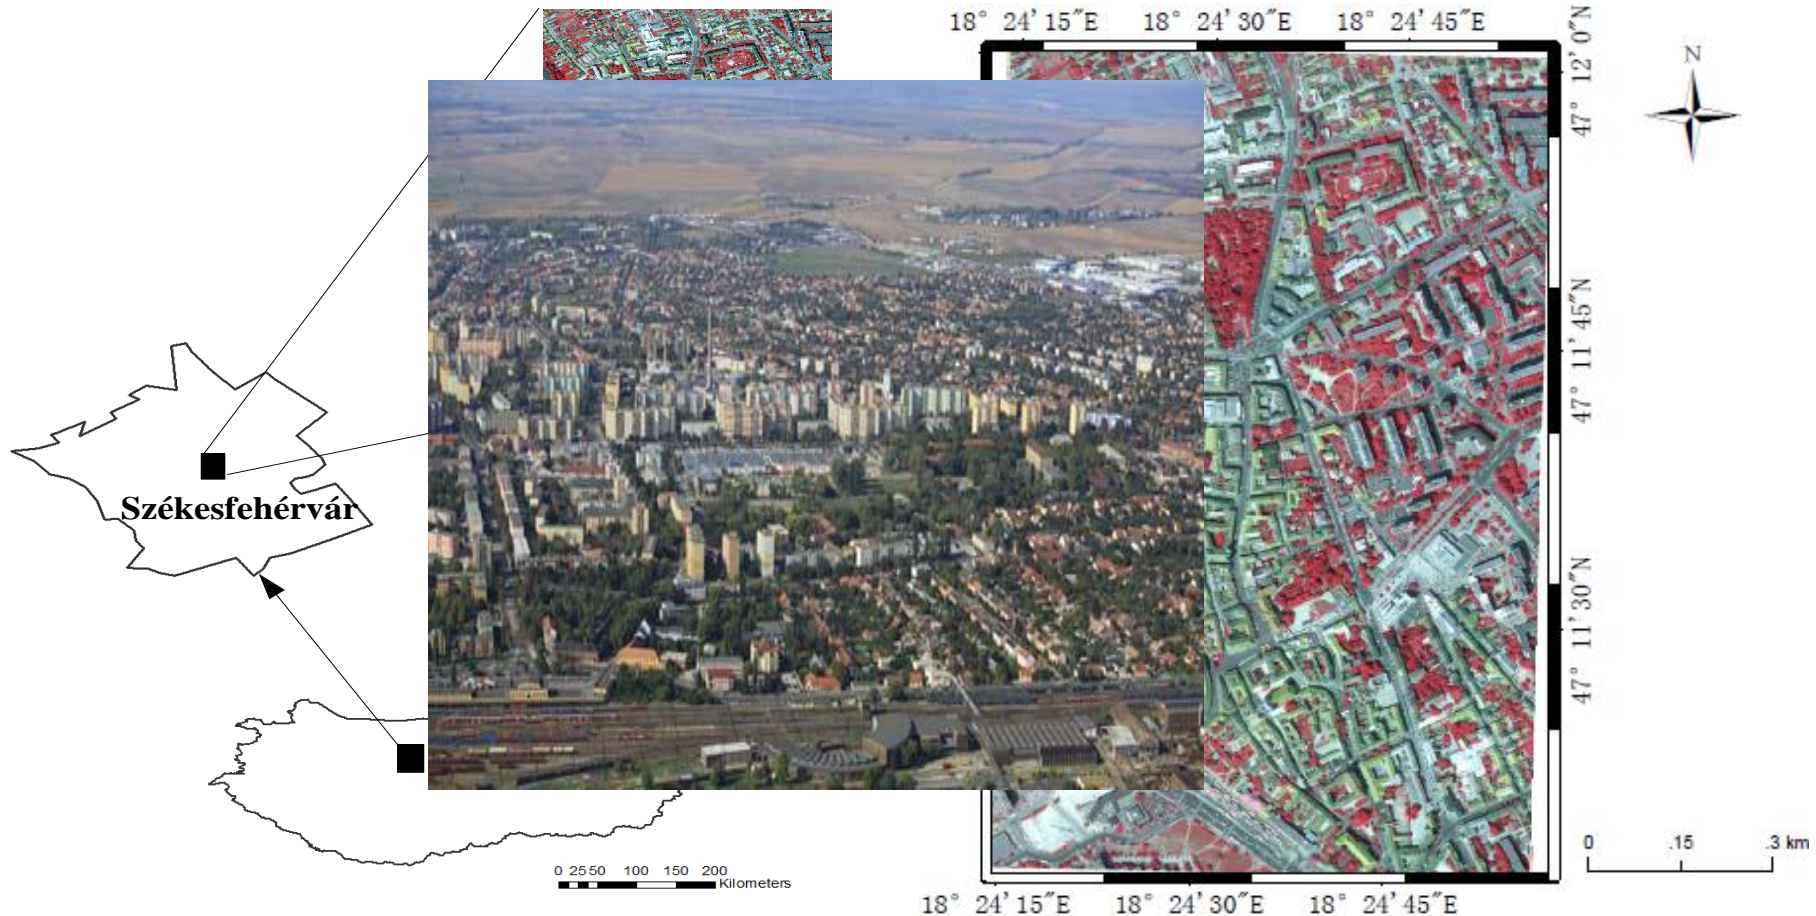 18° 24′ 15″E 18° 24′ 30″E 18° 24′ 45″E
47° 12′ 0″N
N
47° 11′ 45″N
Székesfehérvár
47° 11′ 30″N
0 .15 .3 km
0 25 50 100 150 200
Kilometers
18° 24′ 15″E 18° 24′ 30″E 18° 24′ 45″E